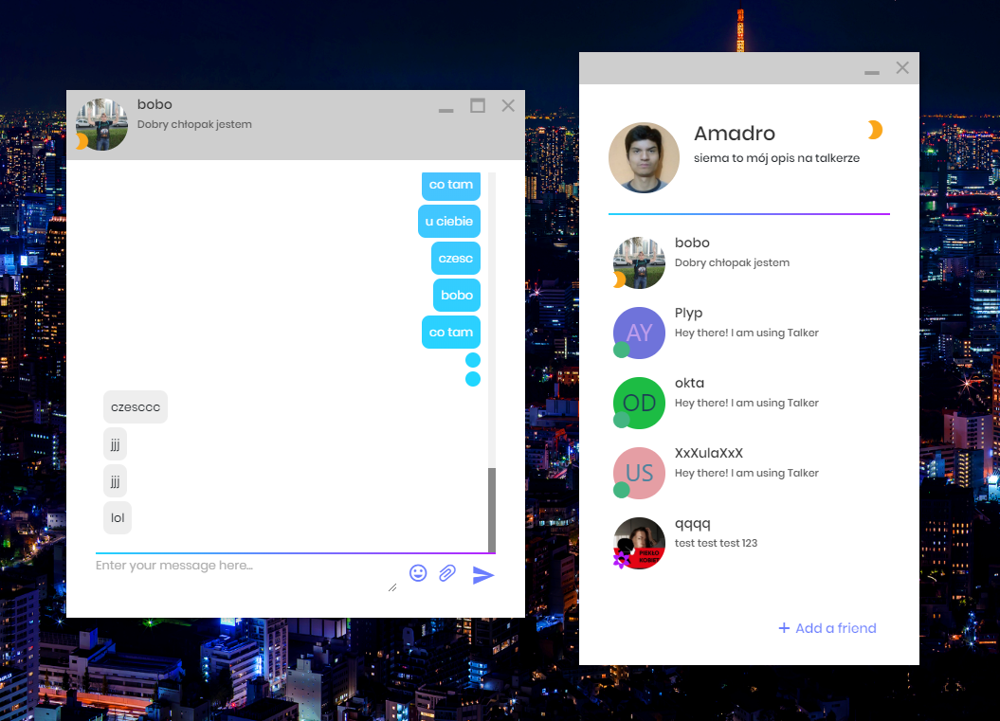 bobo
Dobry chłopak jestem
co tam
u ciebie
czesc
bobo
co tam
czesccc
jjj
jjj
lol
Enter your message here...
Amadro
siema to mój opis na talkerze
bobo
Dobry chłopak jestem
AY
Plyp
Hey there! I am using Talker
OD
okta
Hey there! I am using Talker
US
XxXulaXxX
Hey there! I am using Talker
qqqq
test test test 123
PIEKŁO
KOBIET
+ Add a friend